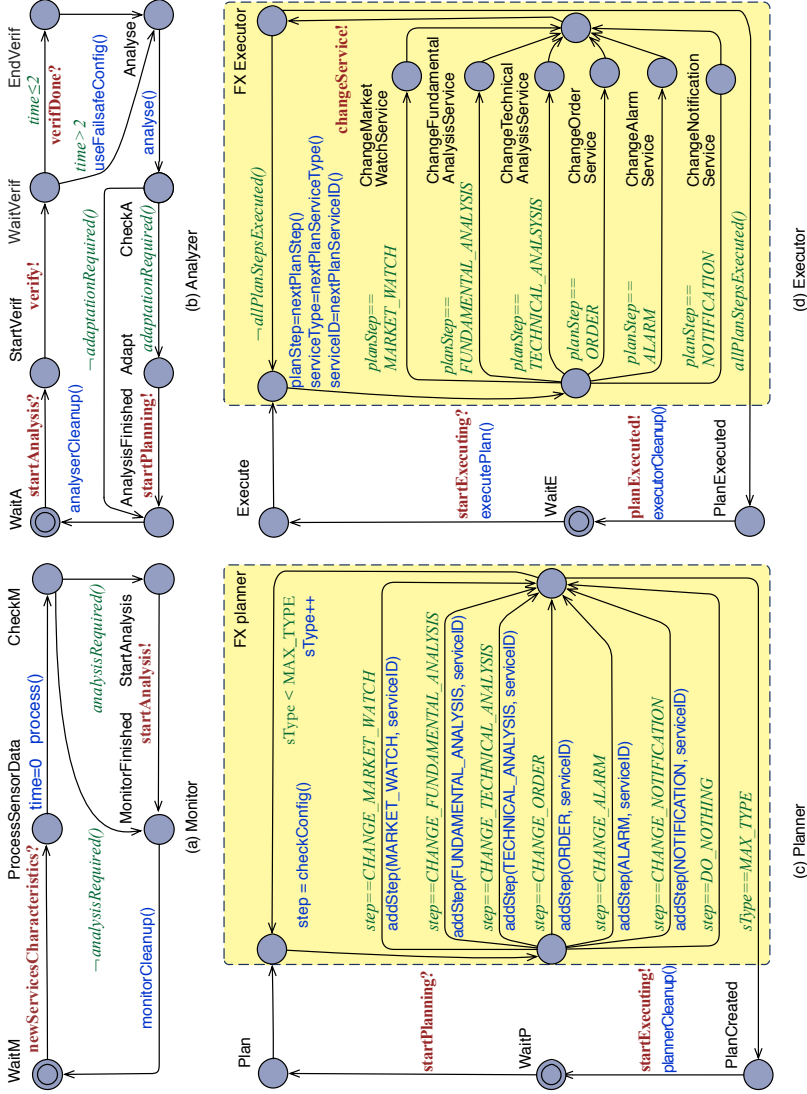 WaitM
newServicesCharacteristics?
ProcessSensorData
time=0 process()
CheckM
¬analysisRequired()
analysisRequired()
MonitorFinished
StartAnalysis
startAnalysis!
monitorCleanup()
(a) Monitor
WaitA
startAnalysis?
StartVerif
verify!
WaitVerif
time≤2
verifDone?
EndVerif
time>2
useFailsafeConfig()
Analyse
analyse()
analyserCleanup()
¬adaptationRequired()
AnalysisFinished
startPlanning!
Adapt
adaptationRequired()
CheckA
(b) Analyzer
FX planner
Plan
sType < MAX_TYPE
sType++
step = checkConfig()
step==CHANGE_MARKET_WATCH
addStep(MARKET_WATCH, serviceID)
step==CHANGE_FUNDAMENTAL_ANALYSIS
addStep(FUNDAMENTAL_ANALYSIS, serviceID)
step==CHANGE_TECHNICAL_ANALYSIS
addStep(TECHNICAL_ANALYSIS, serviceID)
step==CHANGE_ORDER
addStep(ORDER, serviceID)
step==CHANGE_ALARM
addStep(ALARM, serviceID)
step==CHANGE_NOTIFICATION
addStep(NOTIFICATION, serviceID)
step==DO_NOTHING
sType==MAX_TYPE
startPlanning?
WaitP
startExecuting!
plannerCleanup()
PlanCreated
(c) Planner
FX Executor
Execute
¬allPlanStepsExecuted()
planStep=nextPlanStep()
serviceType=nextPlanServiceType()
serviceID=nextPlanServiceID()
changeService!
planStep==
MARKET_WATCH
ChangeMarket
WatchService
planStep==
FUNDAMENTAL_ANALYSIS
ChangeFundamental
AnalysisService
planStep==
TECHNICAL_ANALSYSIS
ChangeTechnical
AnalysisService
planStep==
ORDER
ChangeOrder
Service
planStep==
ALARM
ChangeAlarm
Service
planStep==
NOTIFICATION
ChangeNotification
Service
allPlanStepsExecuted()
startExecuting?
executePlan()
WaitE
planExecuted!
executorCleanup()
PlanExecuted
(d) Executor